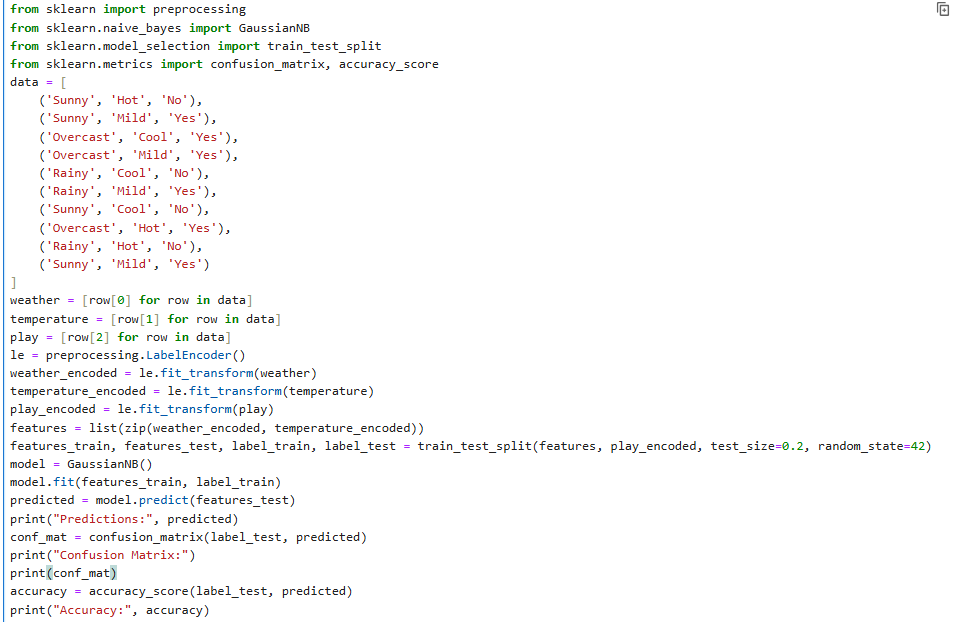 from sklearn import preprocessing
from sklearn.naive_bayes import GaussianNB
from sklearn.model_selection import train_test_split
from sklearn.metrics import confusion_matrix, accuracy_score
data = [
    ('Sunny', 'Hot', 'No'),
    ('Sunny', 'Mild', 'Yes'),
    ('Overcast', 'Cool', 'Yes'),
    ('Overcast', 'Mild', 'Yes'),
    ('Rainy', 'Cool', 'No'),
    ('Rainy', 'Mild', 'Yes'),
    ('Sunny', 'Cool', 'No'),
    ('Overcast', 'Hot', 'Yes'),
    ('Rainy', 'Hot', 'No'),
    ('Sunny', 'Mild', 'Yes')
]
weather = [row[0] for row in data]
temperature = [row[1] for row in data]
play = [row[2] for row in data]
le = preprocessing.LabelEncoder()
weather_encoded = le.fit_transform(weather)
temperature_encoded = le.fit_transform(temperature)
play_encoded = le.fit_transform(play)
features = list(zip(weather_encoded, temperature_encoded))
features_train, features_test, label_train, label_test = train_test_split(features, play_encoded, test_size=0.2, random_state=42)
model = GaussianNB()
model.fit(features_train, label_train)
predicted = model.predict(features_test)
print("Predictions:", predicted)
conf_mat = confusion_matrix(label_test, predicted)
print("Confusion Matrix:")
print(conf_mat)
accuracy = accuracy_score(label_test, predicted)
print("Accuracy:", accuracy)